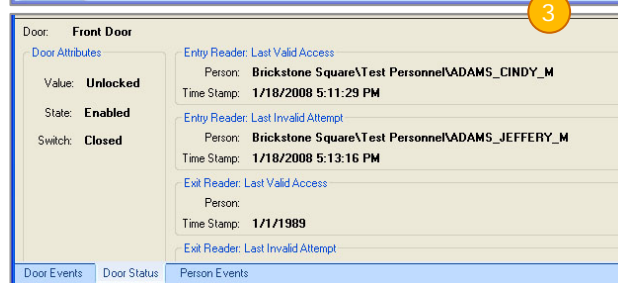 3
Door: Front Door
Door Attributes
Value: Unlocked
State: Enabled
Switch: Closed
Entry Reader: Last Valid Access
Person: Brickstone Square\Test Personnel\ADAMS_CINDY_M
Time Stamp: 1/18/2008 5:11:29 PM
Entry Reader: Last Invalid Attempt
Person: Brickstone Square\Test Personnel\ADAMS_JEFFERY_M
Time Stamp: 1/18/2008 5:13:16 PM
Exit Reader: Last Valid Access
Person:
Time Stamp: 1/1/1989
Exit Reader: Last Invalid Attempt
Door Events Door Status Person Events